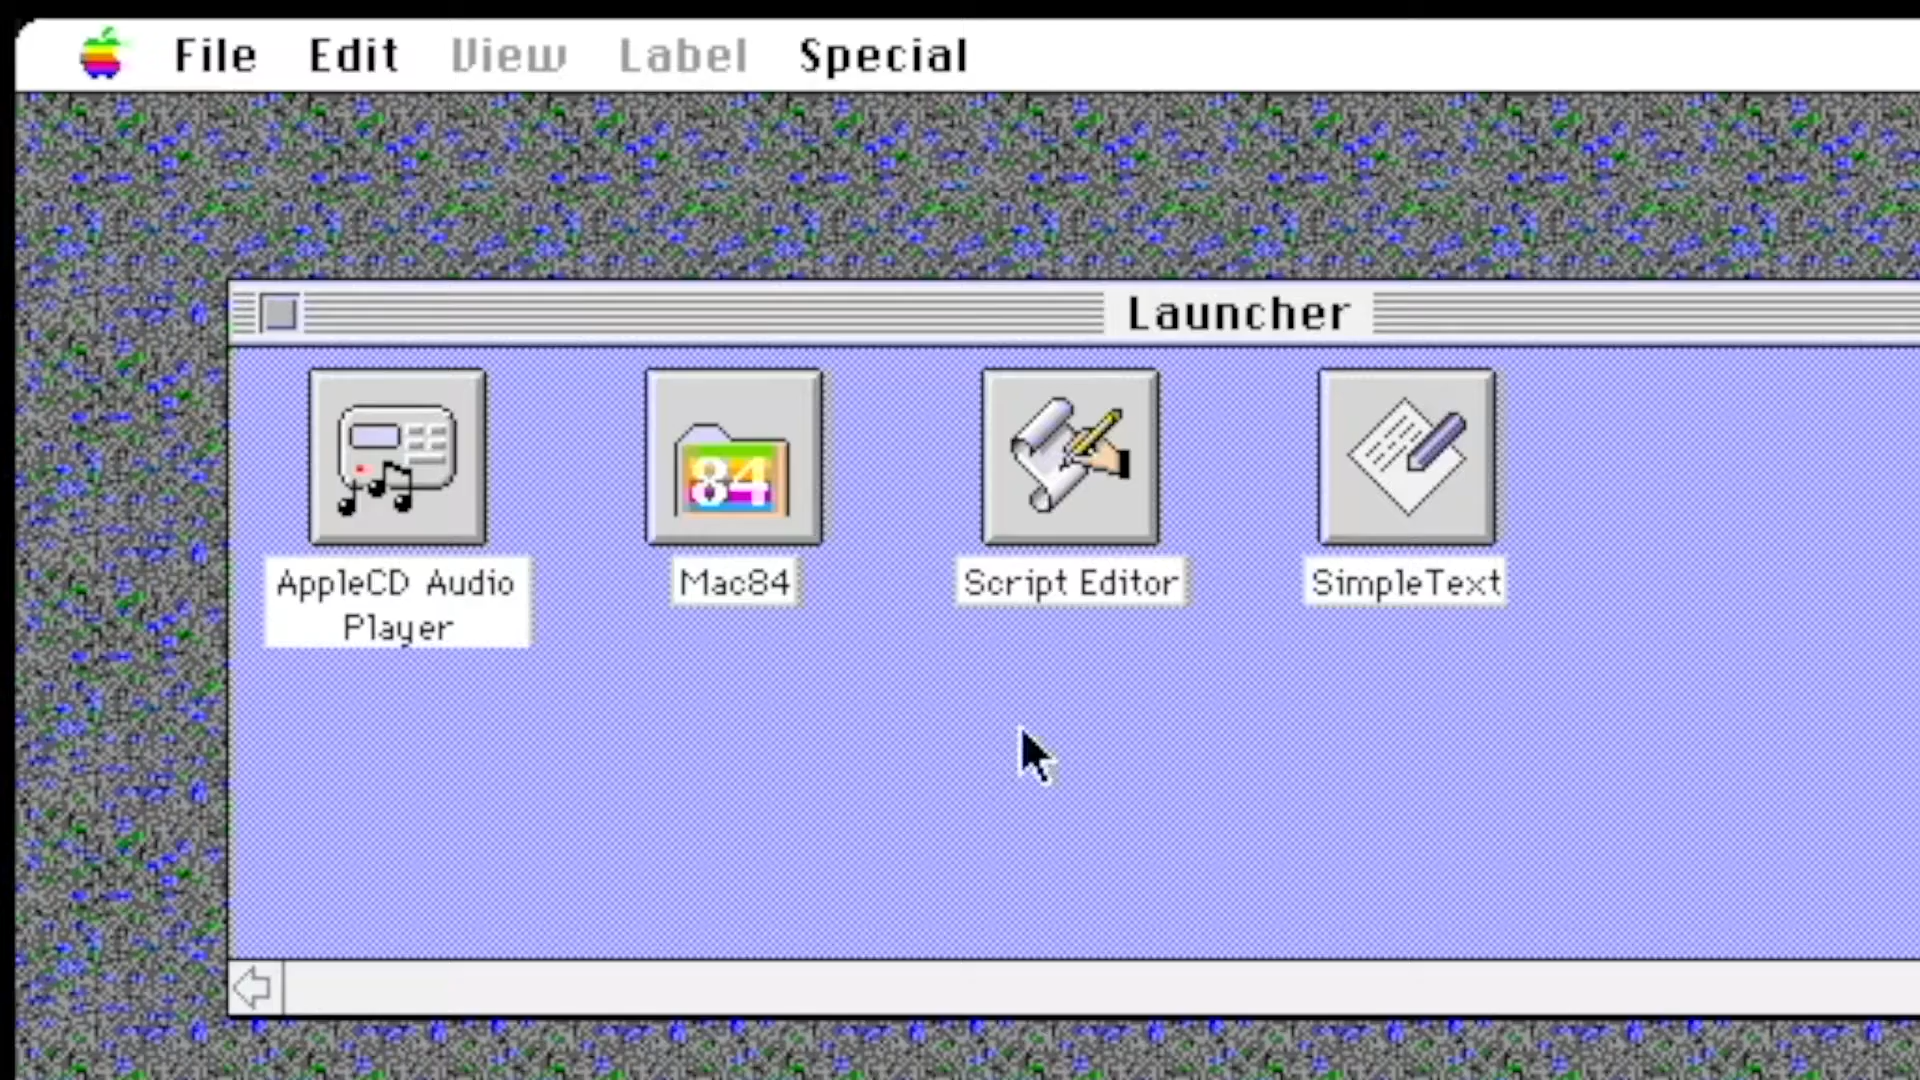 File Edit View Label Special
Launcher
84
AppleCD Audio Player
Mac84
Script Editor
SimpleText